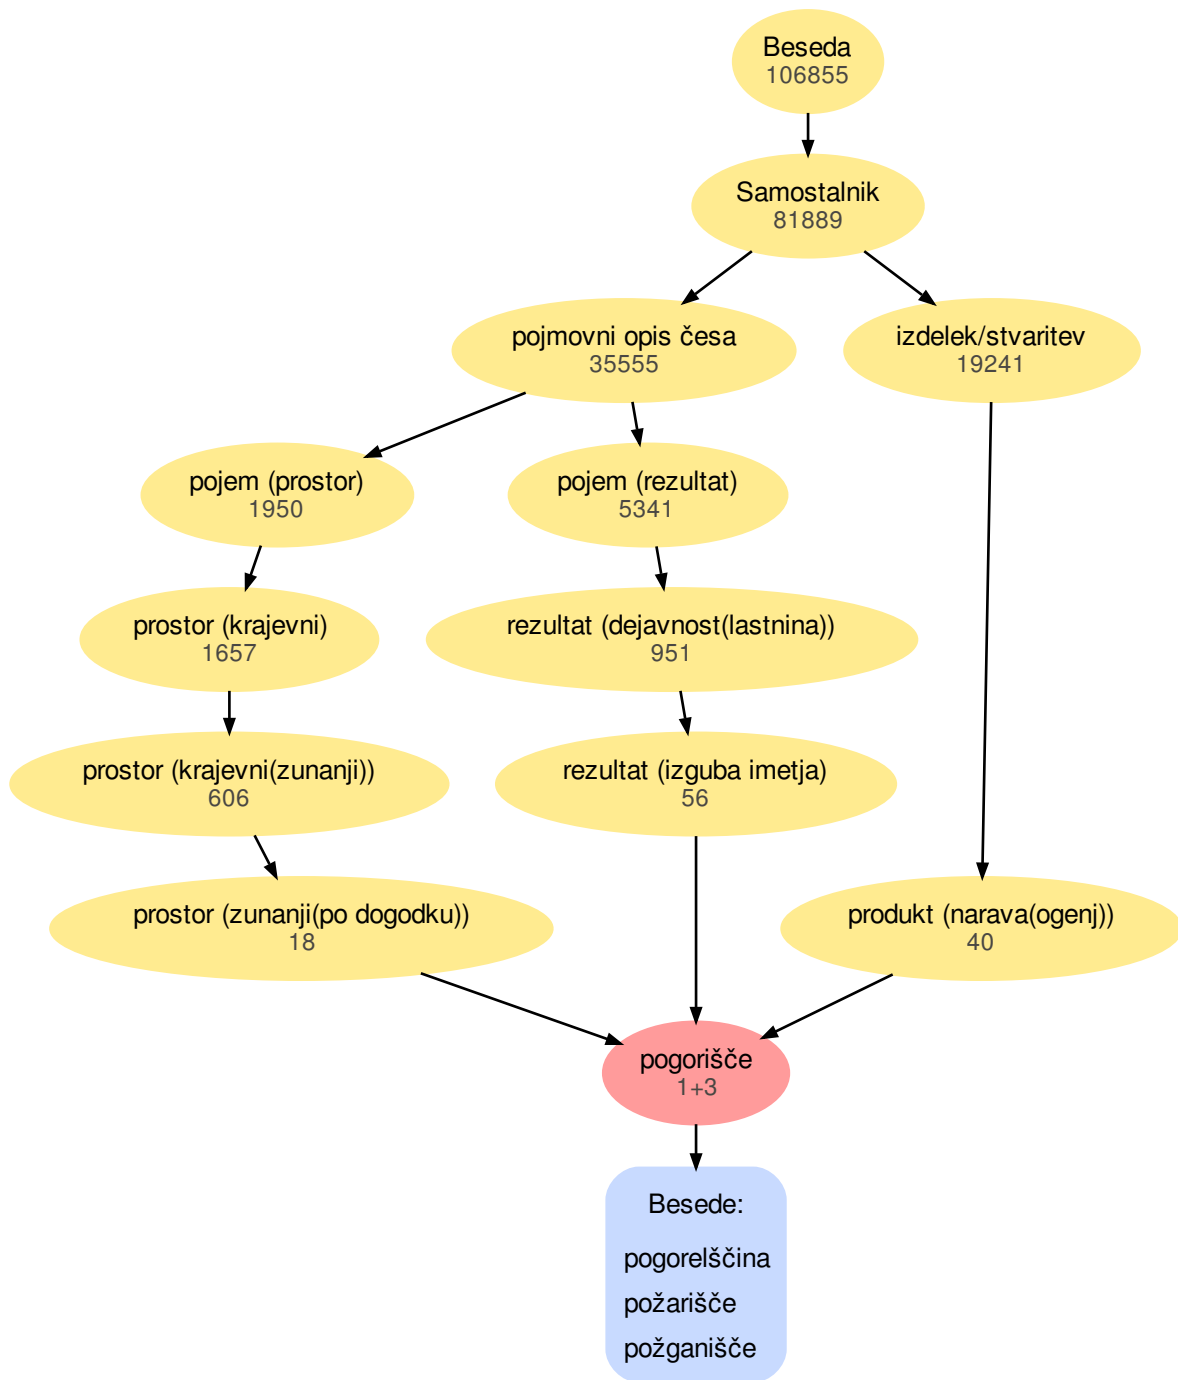 Beseda
106855
Samostalnik
81889
pojmovni opis česa
35555
izdelek/stvaritev
19241
pojem (prostor)
1950
pojem (rezultat)
5341
prostor (krajevni)
1657
rezultat (dejavnost(lastnina))
951
prostor (krajevni(zunanji))
606
rezultat (izguba imetja)
56
prostor (zunanji(po dogodku))
18
produkt (narava(ogenj))
40
pogorišče
1+3
Besede:
pogorelščina
požarišče
požganišče